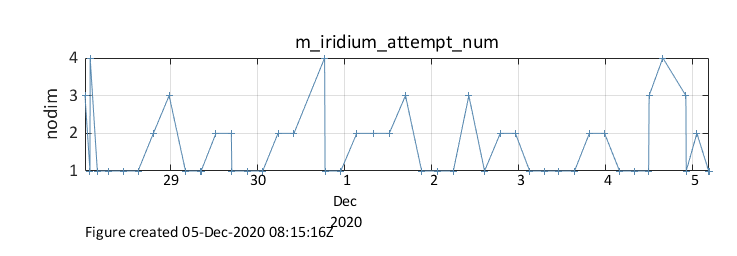 m_iridium_attempt_num
nodim
4
3
2
1
29 30 1 2 3 4 5
Dec
2020
Figure created 05-Dec-2020 08:15:16Z